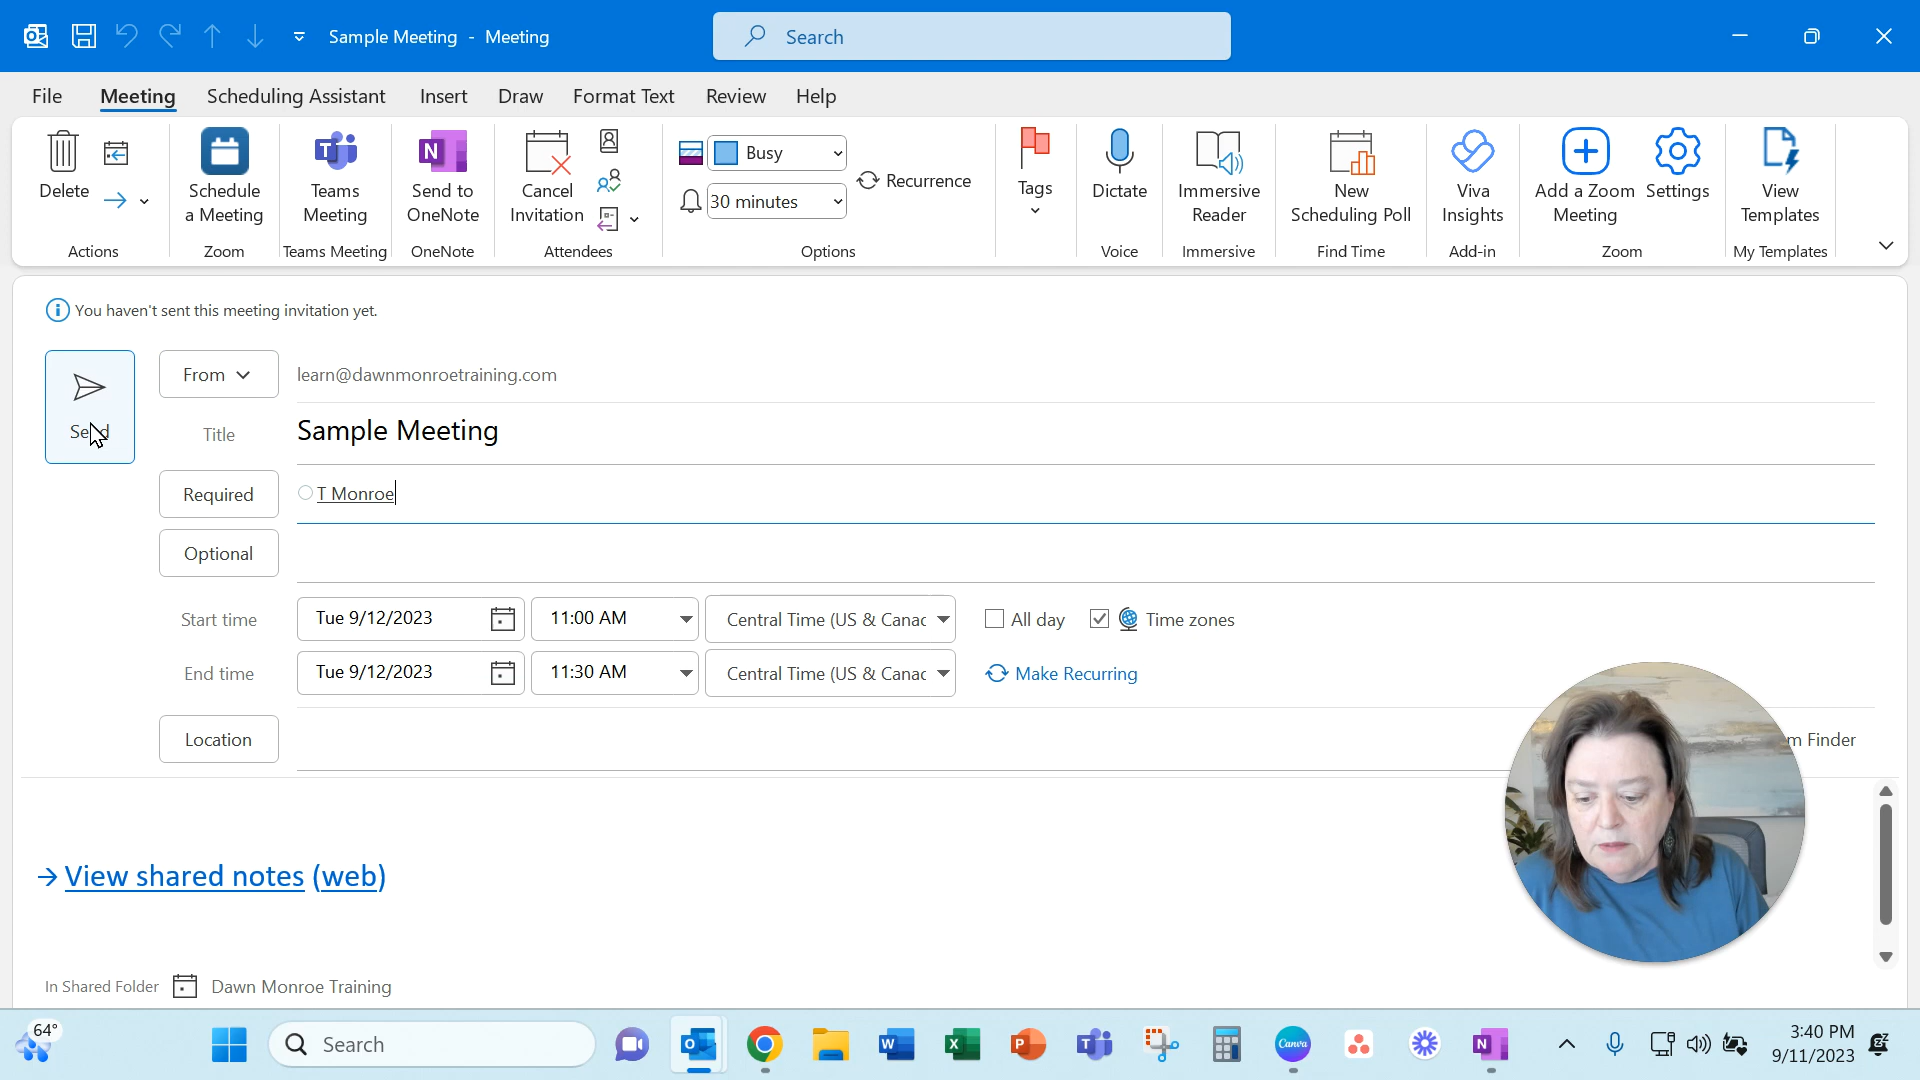 Sample Meeting - Meeting
Search
File Meeting Scheduling Assistant Insert Draw Format Text Review Help
Delete
Schedule a Meeting
Teams Meeting
Send to OneNote
Cancel Invitation
Busy
30 minutes
Recurrence
Tags
Dictate
Immersive Reader
New Scheduling Poll
Viva Insights
Add a Zoom Meeting
Settings
View Templates
Actions Zoom Teams Meeting OneNote Attendees Options Voice Immersive Find Time Add-in Zoom My Templates
You haven't sent this meeting invitation yet.
Send
From learn@dawnmonroetraining.com
Title Sample Meeting
Required T Monroe
Optional
Start time Tue 9/12/2023 11:00 AM Central Time (US & Canac All day Time zones
End time Tue 9/12/2023 11:30 AM Central Time (US & Canac Make Recurring
Location m Finder
→ View shared notes (web)
In Shared Folder Dawn Monroe Training
64°
Search
Canva
3:40 PM
9/11/2023